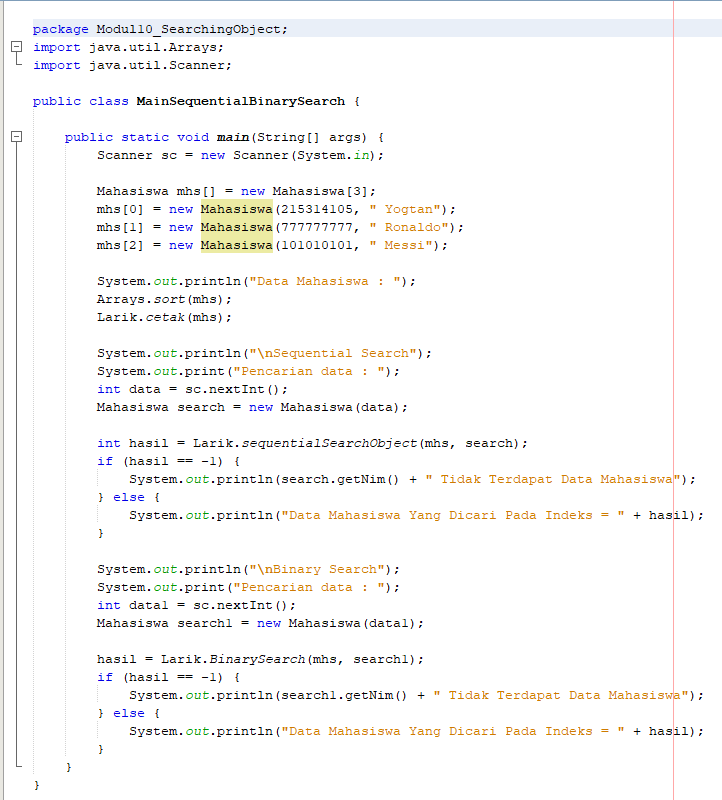 package Modul10_SearchingObject;
import java.util.Arrays;
import java.util.Scanner;

public class MainSequentialBinarySearch {

    public static void main(String[] args) {
        Scanner sc = new Scanner(System.in);

        Mahasiswa mhs[] = new Mahasiswa[3];
        mhs[0] = new Mahasiswa(215314105, " Yogtan");
        mhs[1] = new Mahasiswa(777777777, " Ronaldo");
        mhs[2] = new Mahasiswa(101010101, " Messi");

        System.out.println("Data Mahasiswa : ");
        Arrays.sort(mhs);
        Larik.cetak(mhs);

        System.out.println("\nSequential Search");
        System.out.print("Pencarian data : ");
        int data = sc.nextInt();
        Mahasiswa search = new Mahasiswa(data);

        int hasil = Larik.sequentialSearchObject(mhs, search);
        if (hasil == -1) {
            System.out.println(search.getNim() + " Tidak Terdapat Data Mahasiswa");
        } else {
            System.out.println("Data Mahasiswa Yang Dicari Pada Indeks = " + hasil);
        }

        System.out.println("\nBinary Search");
        System.out.print("Pencarian data : ");
        int data1 = sc.nextInt();
        Mahasiswa search1 = new Mahasiswa(data1);

        hasil = Larik.BinarySearch(mhs, search1);
        if (hasil == -1) {
            System.out.println(search1.getNim() + " Tidak Terdapat Data Mahasiswa");
        } else {
            System.out.println("Data Mahasiswa Yang Dicari Pada Indeks = " + hasil);
        }
    }
}